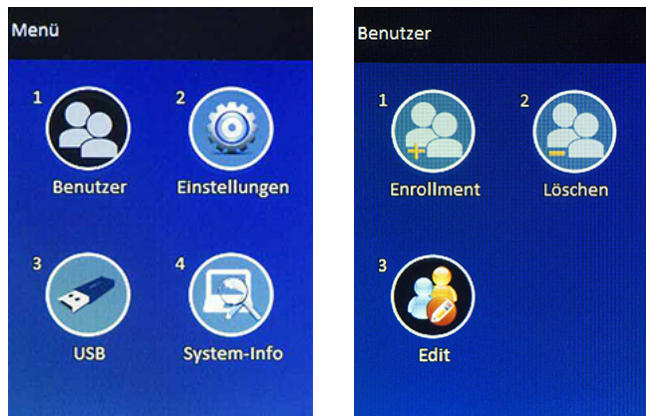 Menü
1
Benutzer
2
Einstellungen
3
USB
4
System-Info
Benutzer
1
Enrollment
2
Löschen
3
Edit